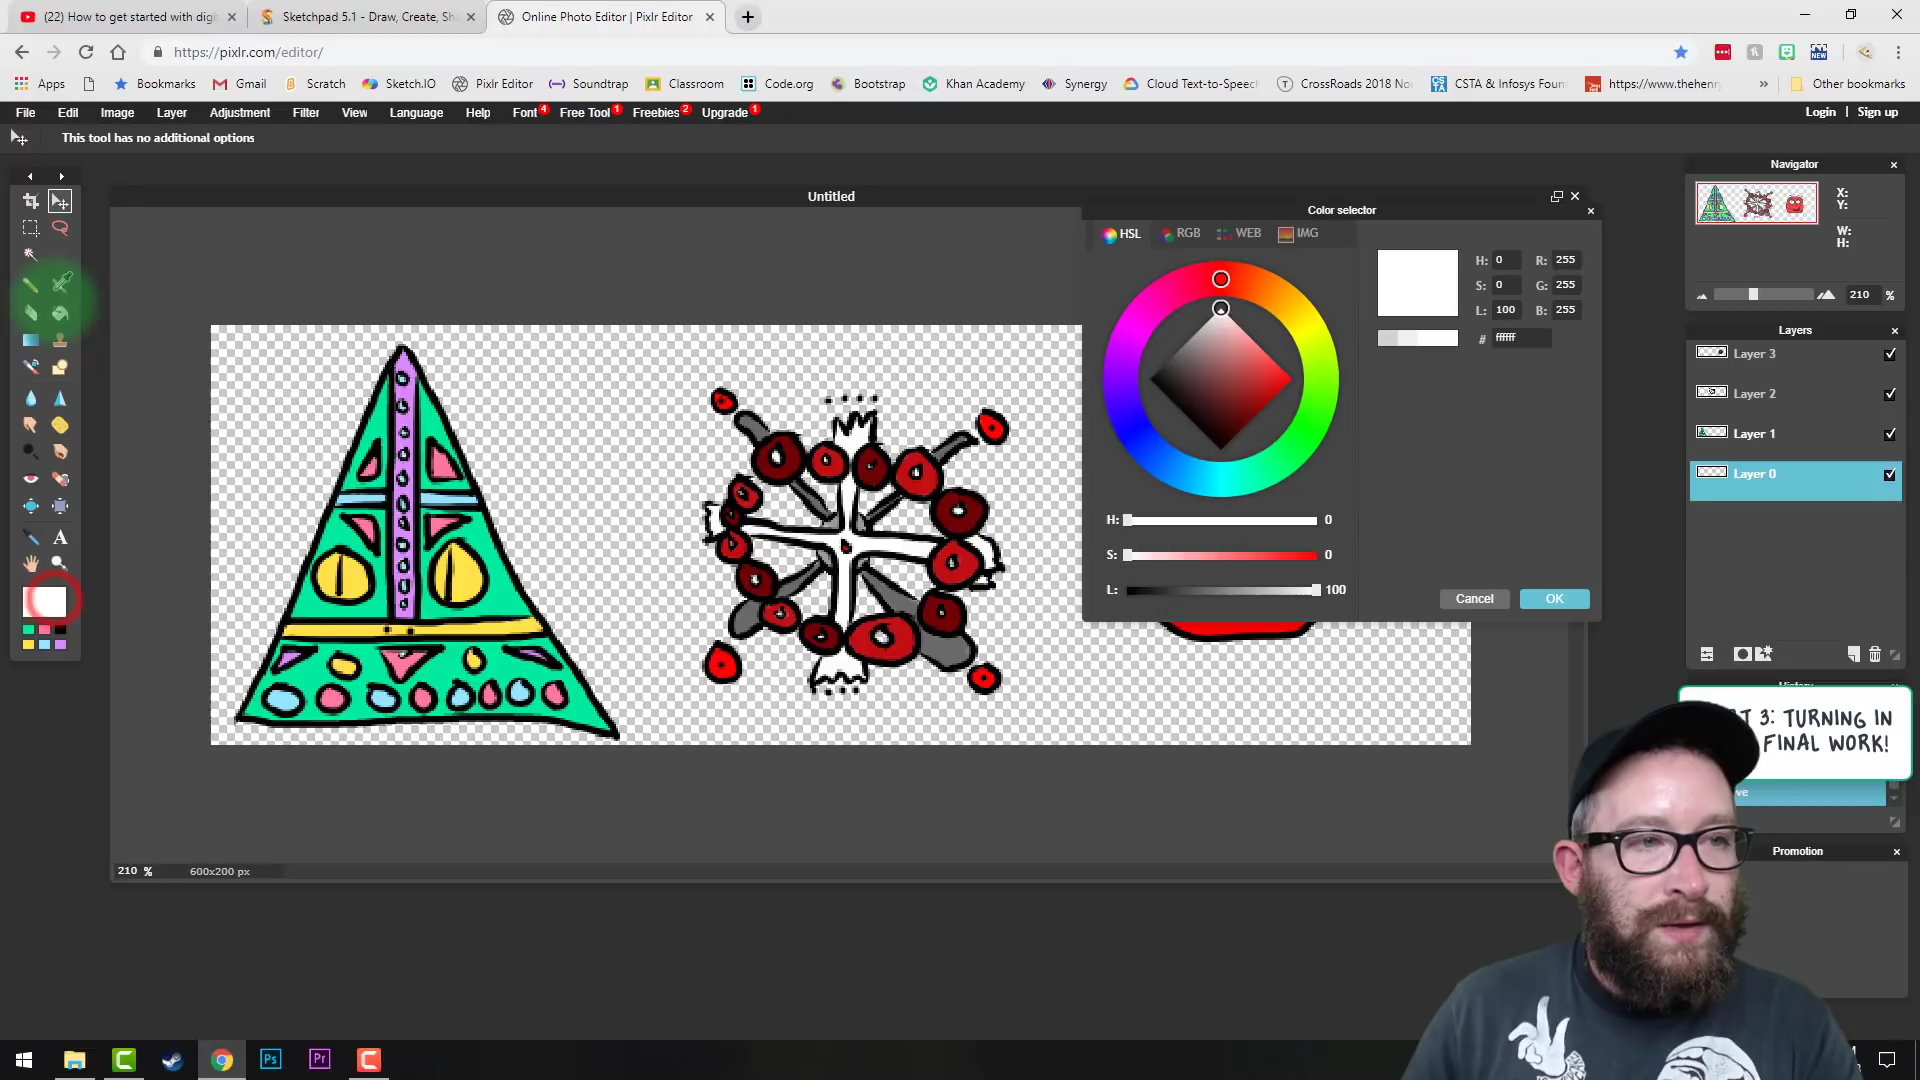 (22) How to get started with digi
Sketchpad 5.1 - Draw, Create, Sh
Online Photo Editor | Pixlr Editor
https://pixlr.com/editor/
Apps
Bookmarks
Gmail
Scratch
Sketch.IO
Pixlr Editor
Soundtrap
Classroom
Code.org
Bootstrap
Khan Academy
Synergy
Cloud Text-to-Speech
CrossRoads 2018 No
CSTA & Infosys Foun
https://www.thehenr
Other bookmarks
File Edit Image Layer Adjustment Filter View Language Help Font 4 Free Tool 1 Freebies 2 Upgrade 1
Login | Sign up
This tool has no additional options
Untitled
Color selector
HSL RGB WEB IMG
H: 0 R: 255
S: 0 G: 255
L: 100 B: 255
# ffffff
H: 0
S: 0
L: 100
Cancel OK
Navigator
X:
Y:
W:
H:
210 %
Layers
Layer 3
Layer 2
Layer 1
Layer 0
3: TURNING IN
FINAL WORK!
Promotion
210 % 600x200 px
A
Ps
Pr